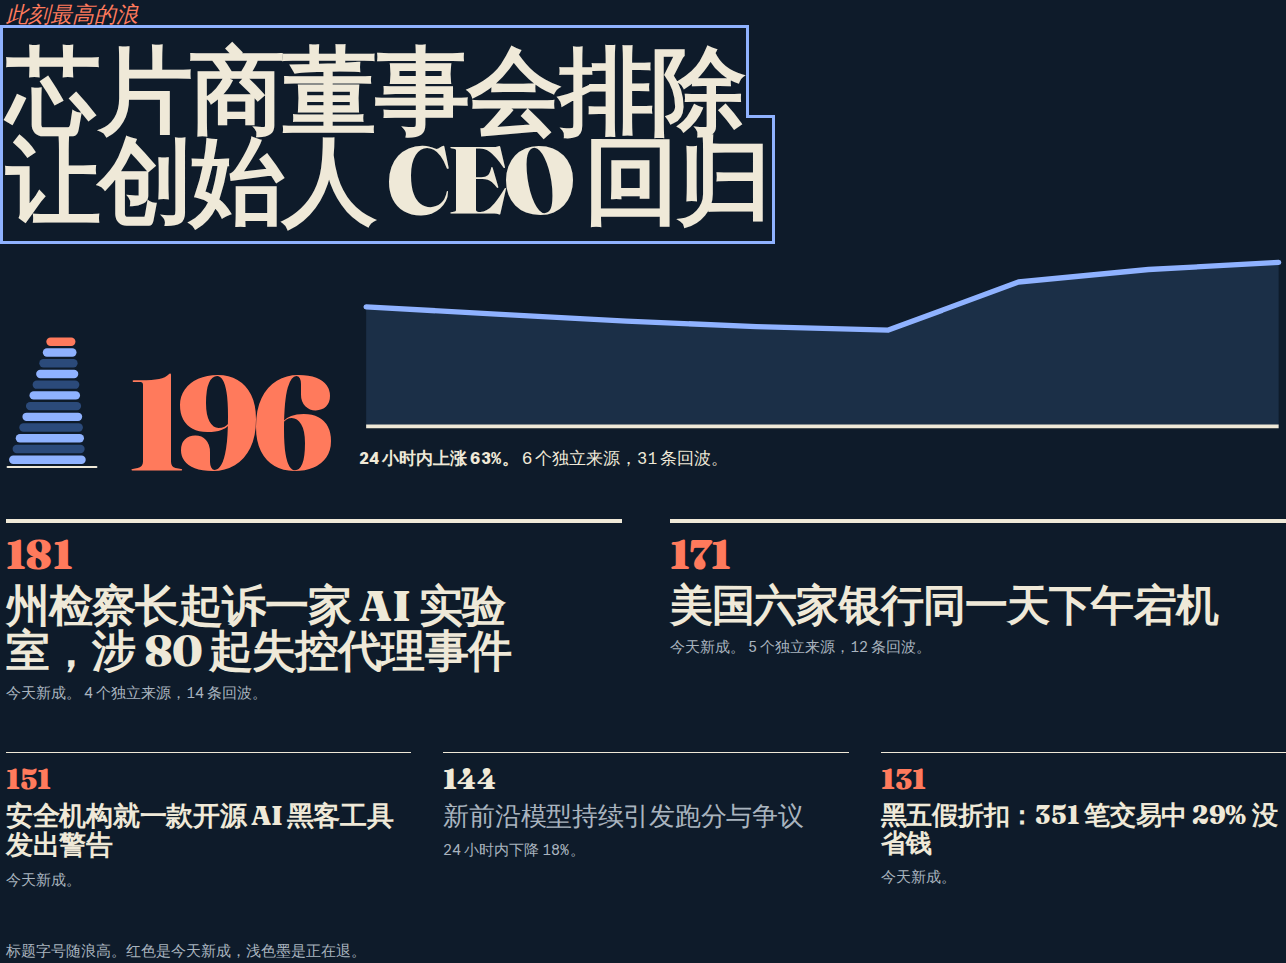 此刻最高的浪
芯片商董事会排除
让创始人 CEO 回归
196
24 小时内上涨 63%。 6 个独立来源，31 条回波。
181
州检察长起诉一家 AI 实验
室，涉 80 起失控代理事件
今天新成。 4 个独立来源，14 条回波。
171
美国六家银行同一天下午宕机
今天新成。 5 个独立来源，12 条回波。
151
安全机构就一款开源 AI 黑客工具
发出警告
今天新成。
144
新前沿模型持续引发跑分与争议
24 小时内下降 18%。
131
黑五假折扣：351 笔交易中 29% 没
省钱
今天新成。
标题字号随浪高。红色是今天新成，浅色墨是正在退。